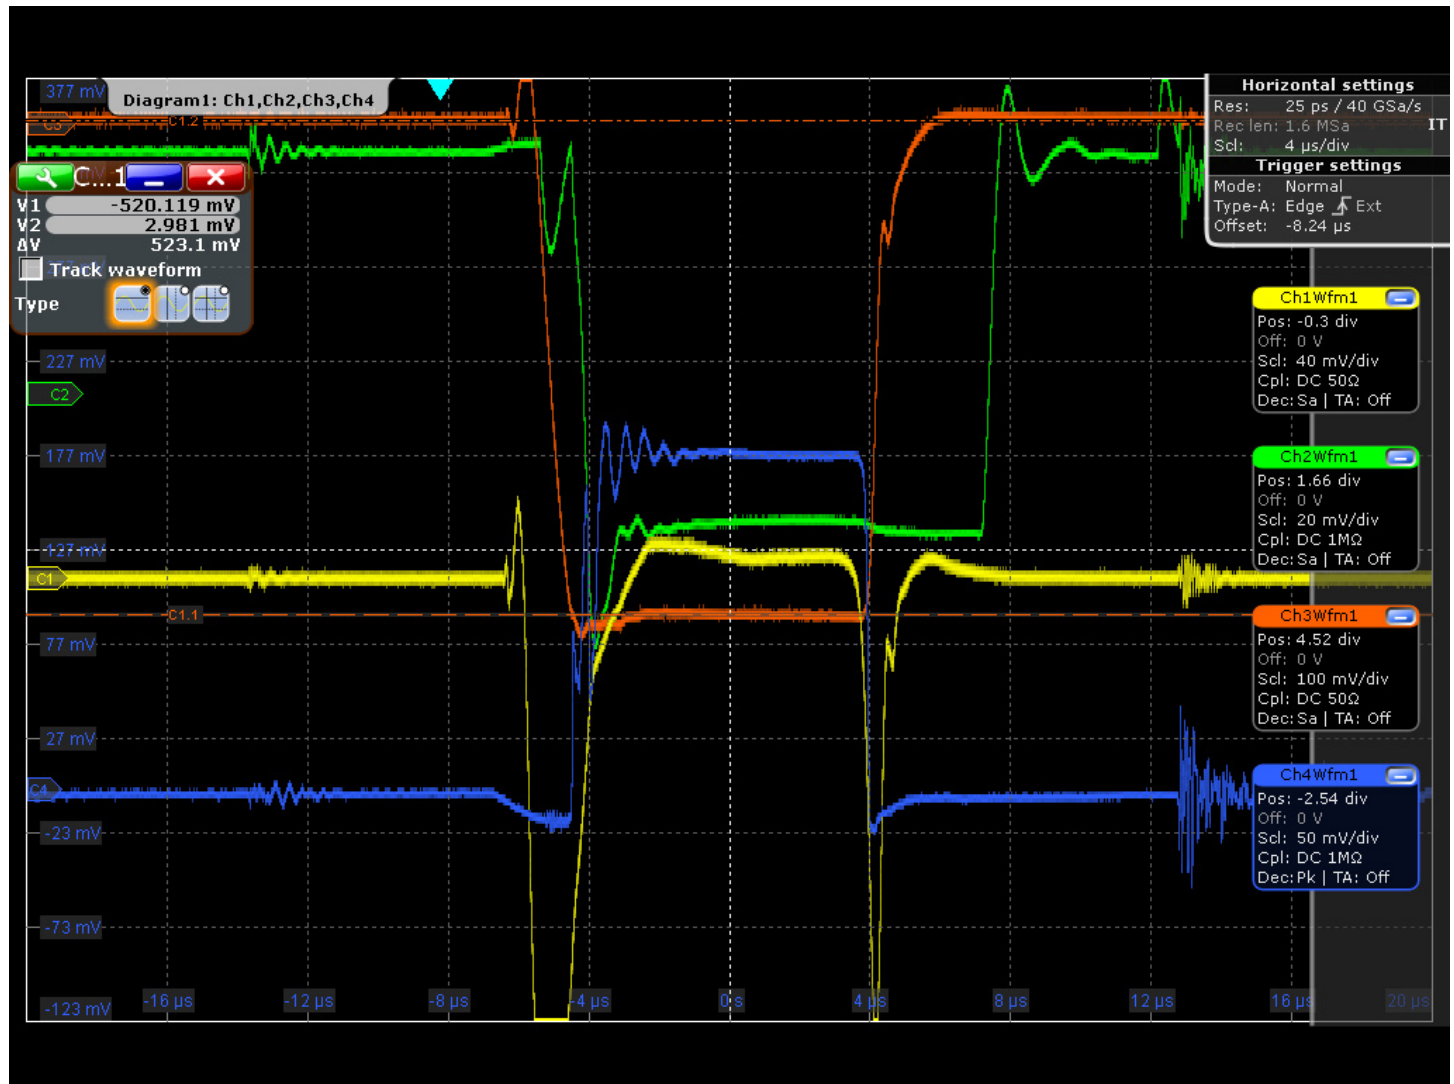 377 mV
Diagram1: Ch1,Ch2,Ch3,Ch4
C3
C1.2
Horizontal settings
Res: 25 ps / 40 GSa/s
Rec len: 1.6 MSa
IT
Scl: 4 µs/div
Trigger settings
Mode: Normal
Type-A: Edge Ext
Offset: -8.24 µs
C...1
V1 -520.119 mV
V2 2.981 mV
ΔV 523.1 mV
Track waveform
Type
227 mV
C2
177 mV
127 mV
C1
C1.1
77 mV
27 mV
C4
-23 mV
-73 mV
-123 mV
-16 µs
-12 µs
-8 µs
-4 µs
0 s
4 µs
8 µs
12 µs
16 µs
20 µs
Ch1Wfm1
Pos: -0.3 div
Off: 0 V
Scl: 40 mV/div
Cpl: DC 50Ω
Dec: Sa | TA: Off
Ch2Wfm1
Pos: 1.66 div
Off: 0 V
Scl: 20 mV/div
Cpl: DC 1MΩ
Dec: Sa | TA: Off
Ch3Wfm1
Pos: 4.52 div
Off: 0 V
Scl: 100 mV/div
Cpl: DC 50Ω
Dec: Sa | TA: Off
Ch4Wfm1
Pos: -2.54 div
Off: 0 V
Scl: 50 mV/div
Cpl: DC 1MΩ
Dec: Pk | TA: Off